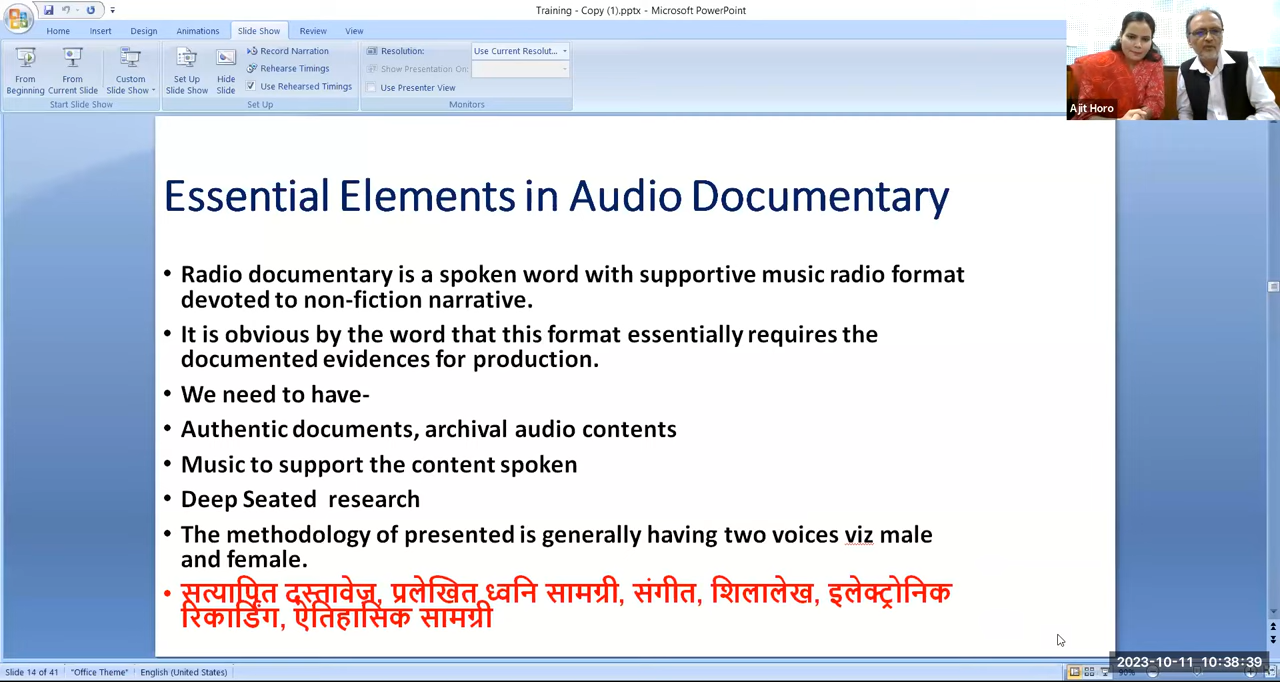 Training - Copy (1).pptx - Microsoft PowerPoint
Home Insert Design Animations Slide Show Review View
From Beginning
From Current Slide
Custom Slide Show
Start Slide Show
Set Up Slide Show
Hide Slide
Record Narration
Rehearse Timings
Use Rehearsed Timings
Set Up
Resolution: Use Current Resolut...
Show Presentation On:
Use Presenter View
Monitors
Ajit Horo
Essential Elements in Audio Documentary
• Radio documentary is a spoken word with supportive music radio format
devoted to non-fiction narrative.
• It is obvious by the word that this format essentially requires the
documented evidences for production.
• We need to have-
• Authentic documents, archival audio contents
• Music to support the content spoken
• Deep Seated research
• The methodology of presented is generally having two voices viz male
and female.
• सत्यापित दस्तावेज़, प्रलेखित ध्वनि सामग्री, संगीत, शिलालेख, इलेक्ट्रोनिक
रिकार्डिंग, ऐतिहासिक सामग्री
Slide 14 of 41 "Office Theme" English (United States)
90%
2023-10-11 10:38:39